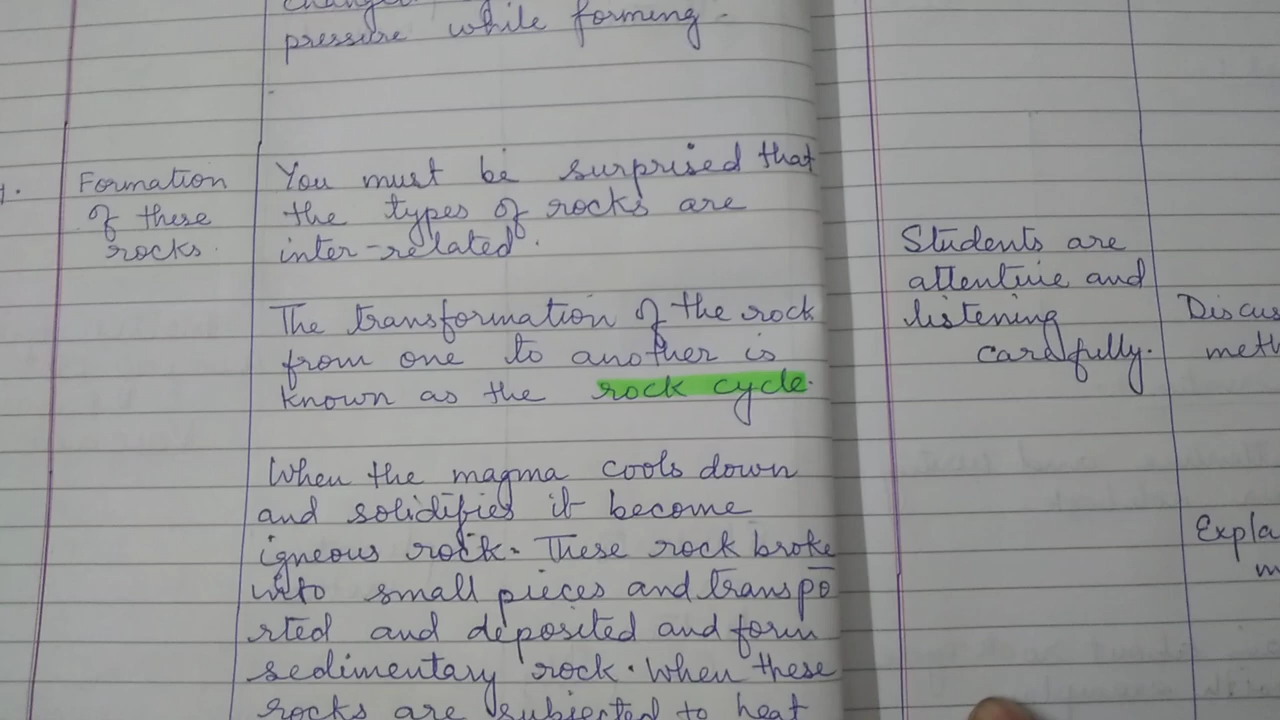 pressure while forming.
Formation
of these
rocks.
You must be surprised that
the types of rocks are
inter-related.
The transformation of the rock
from one to another is
known as the rock cycle.
When the magma cools down
and solidifies it become
igneous rock. These rock broke
into small pieces and transpo
rted and deposited and form
sedimentary rock. When these
rocks are subjected to heat
Students are
attentive and
listening
carefully.
Discus
meth
Expla
m